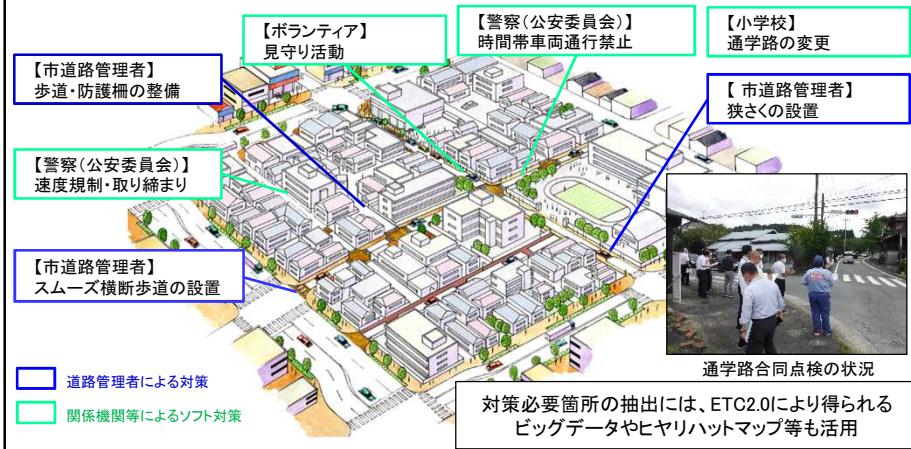 【ボランティア】
見守り活動
【警察(公安委員会)】
時間帯車両通行禁止
【小学校】
通学路の変更
【市道路管理者】
歩道・防護柵の整備
【 市道路管理者】
狭さくの設置
【警察(公安委員会)】
速度規制・取り締まり
【市道路管理者】
スムーズ横断歩道の設置
通学路合同点検の状況
道路管理者による対策
関係機関等によるソフト対策
対策必要箇所の抽出には、ETC2.0により得られる
ビッグデータやヒヤリハットマップ等も活用